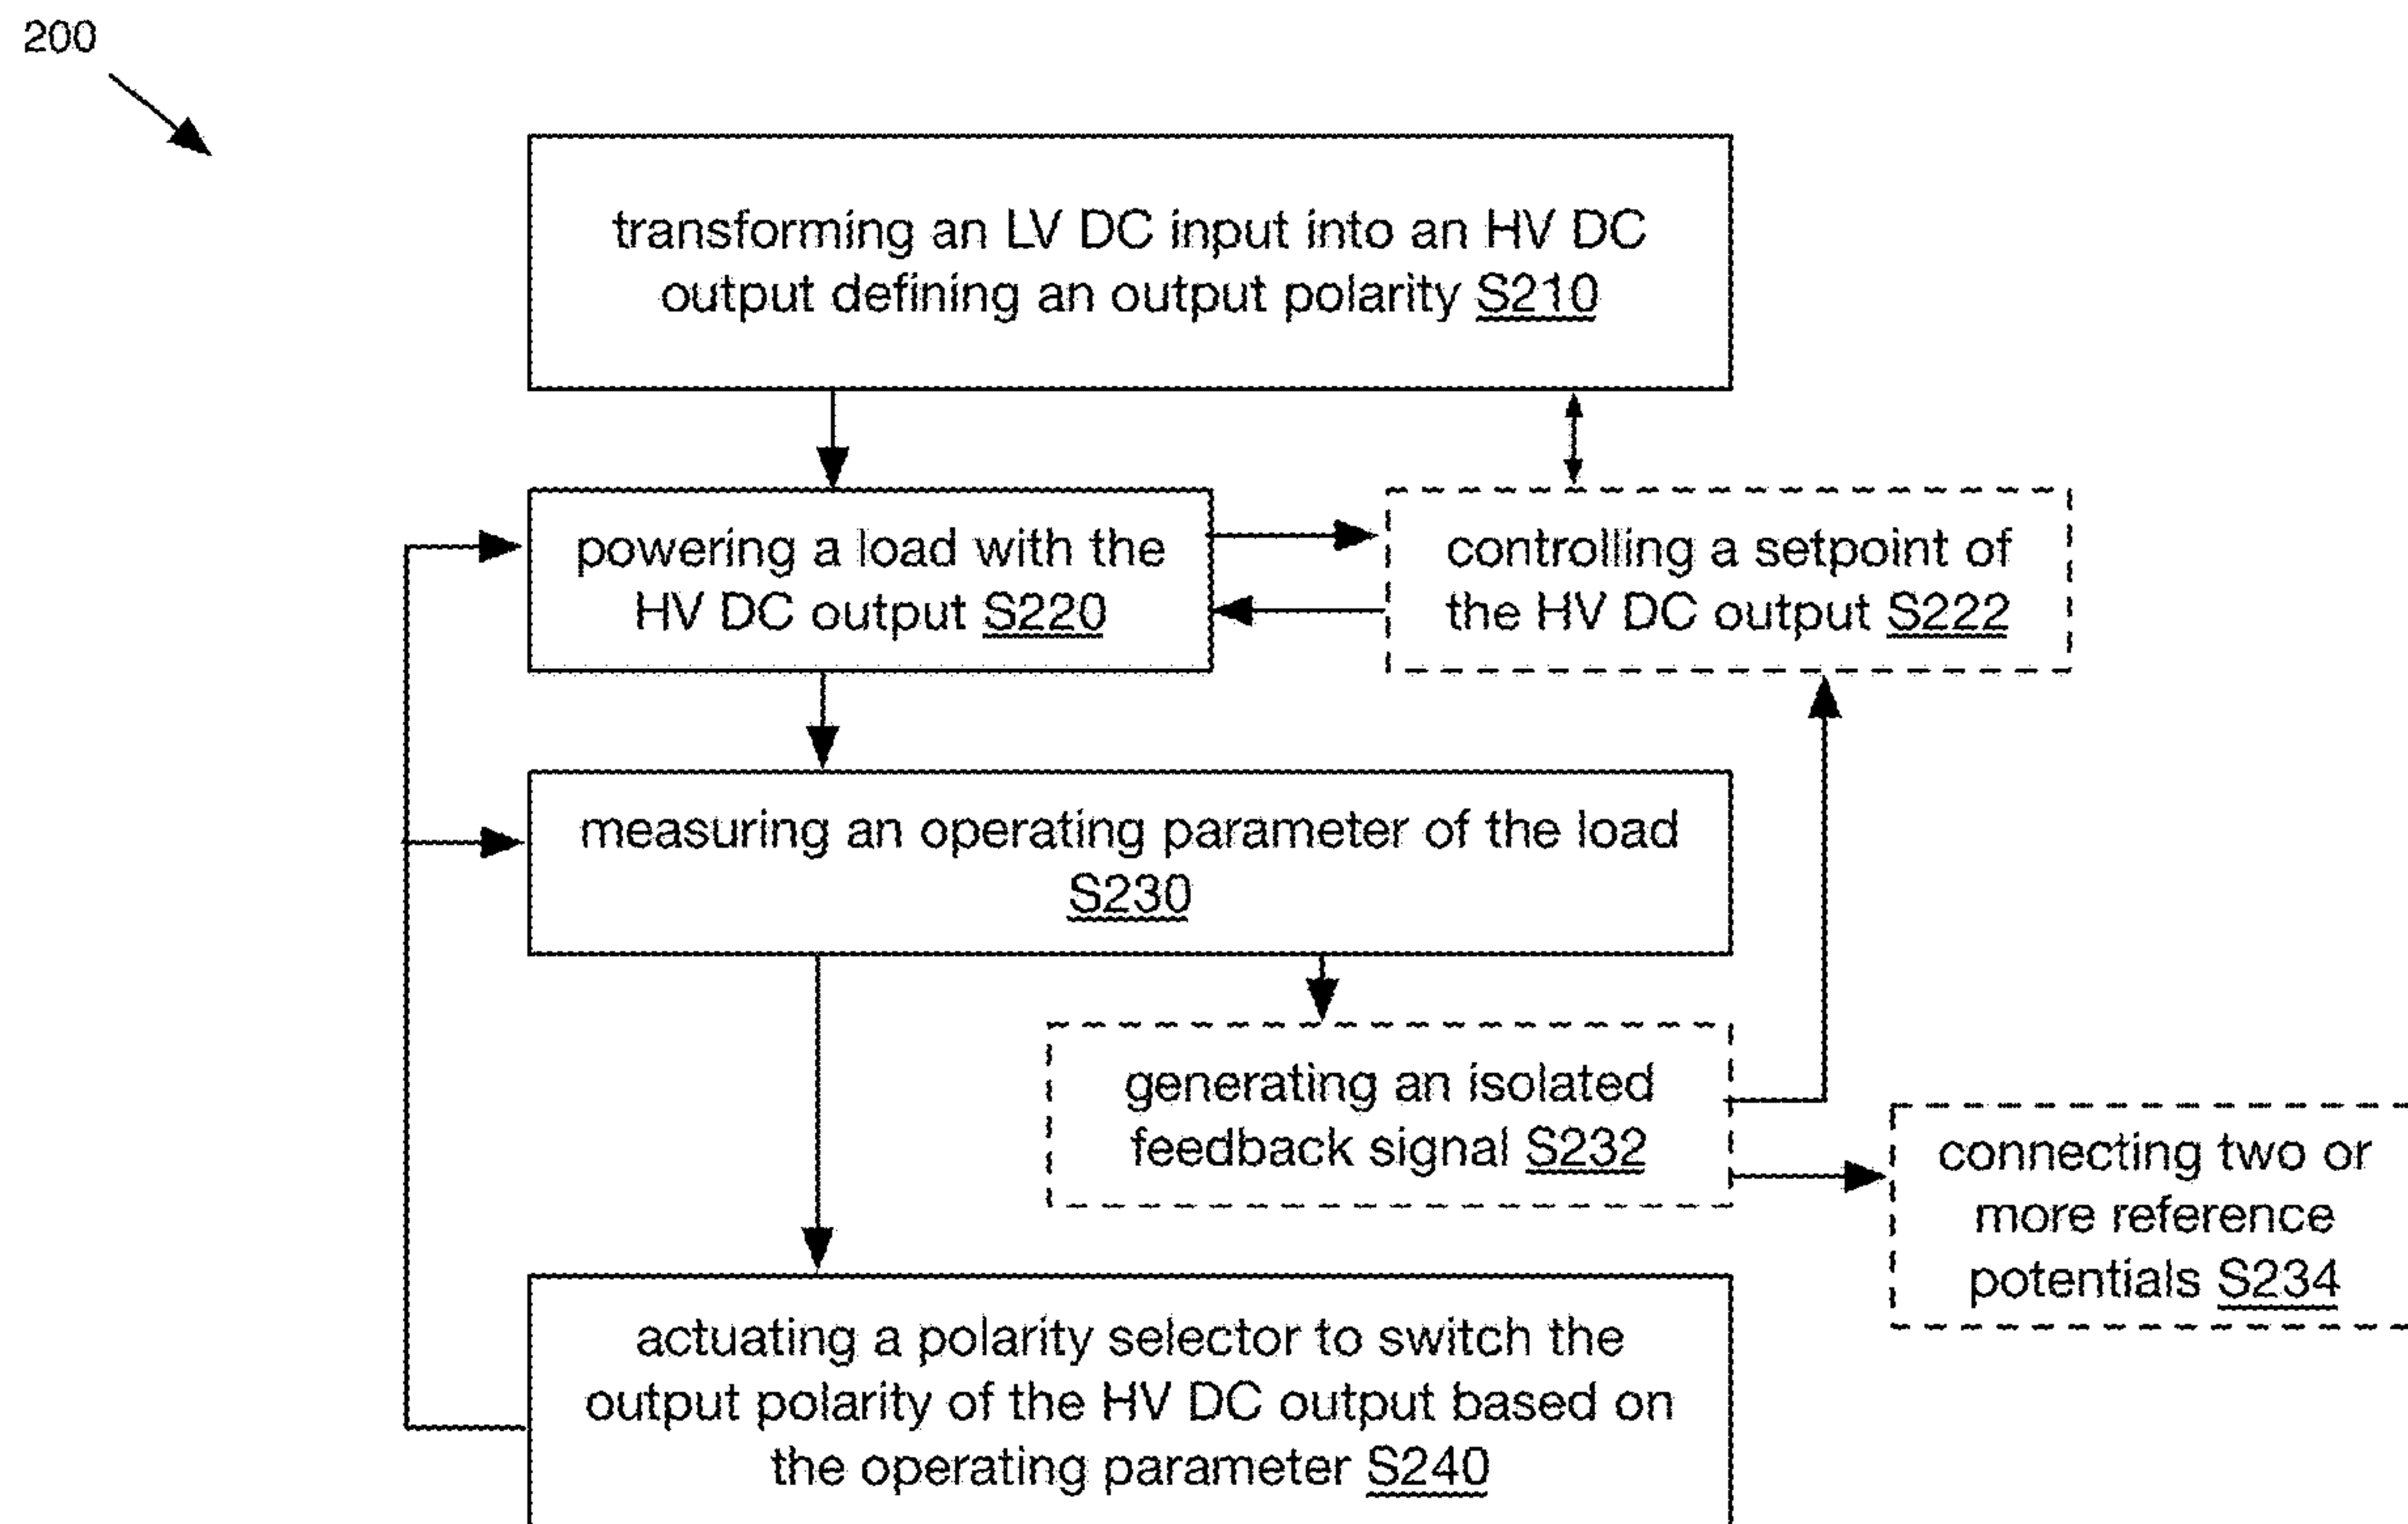 200
transforming an LV DC input into an HV DC
output defining an output polarity S210
powering a load with the
HV DC output S220
controlling a setpoint of
the HV DC output S222
measuring an operating parameter of the load
S230
generating an isolated
feedback signal S232
connecting two or
more reference
potentials S234
actuating a polarity selector to switch the
output polarity of the HV DC output based on
the operating parameter S240